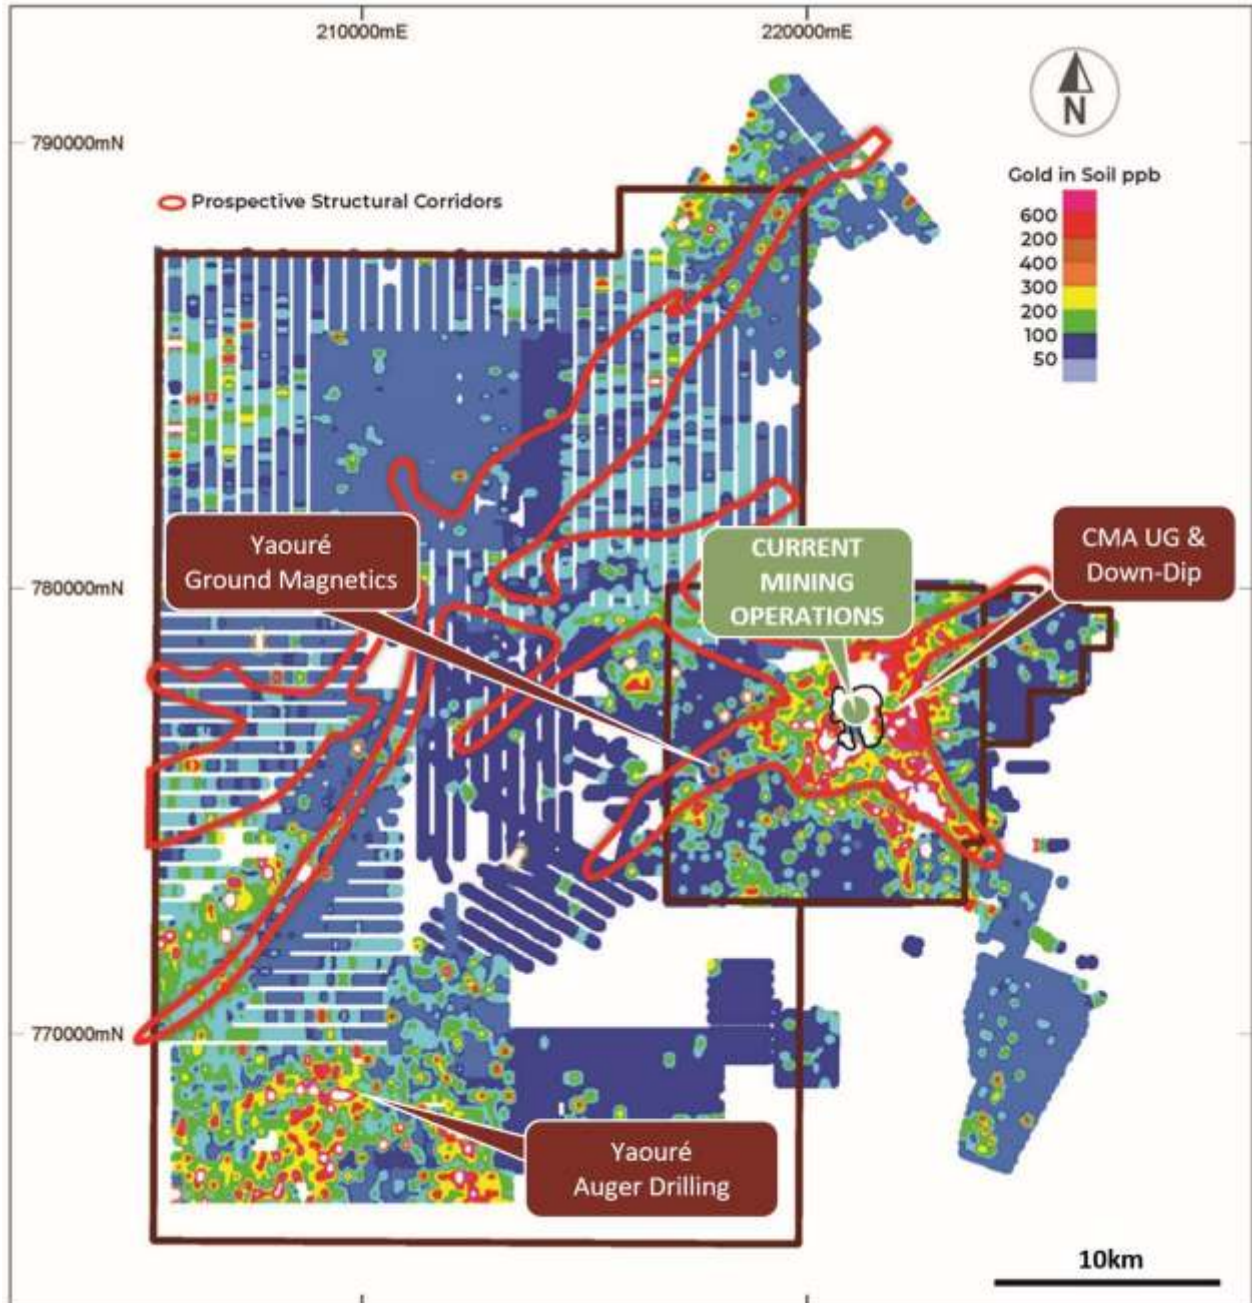 210000mE
220000mE
790000mN
N
Gold in Soil ppb
600
200
400
300
200
100
50
Prospective Structural Corridors
Yaouré
Ground Magnetics
CURRENT
MINING
OPERATIONS
CMA UG &
Down-Dip
780000mN
770000mN
Yaouré
Auger Drilling
10km